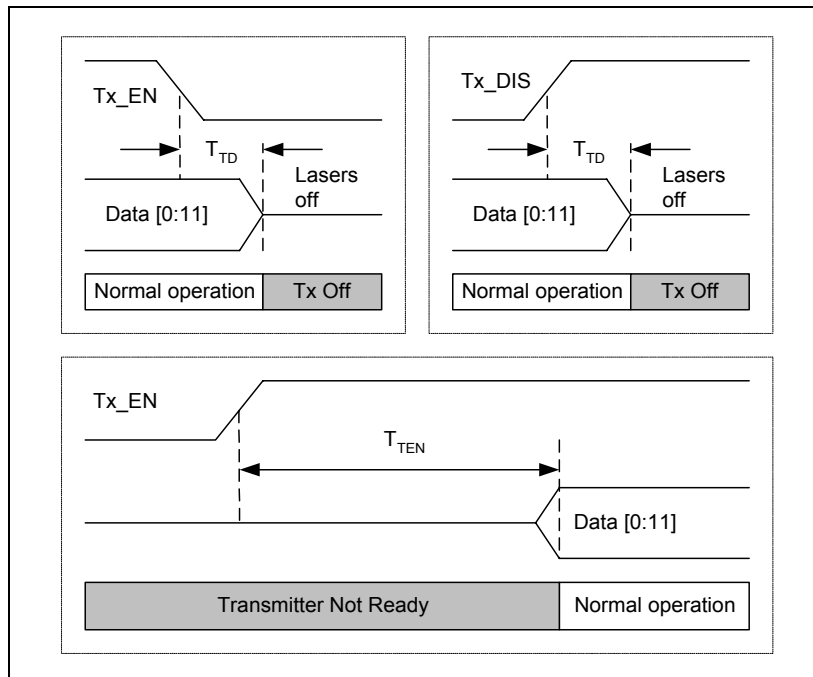 Tx_EN
T_TD
Lasers
off
Data [0:11]
Normal operation
Tx Off
Tx_DIS
T_TD
Lasers
off
Data [0:11]
Normal operation
Tx Off
Tx_EN
T_TEN
Data [0:11]
Transmitter Not Ready
Normal operation